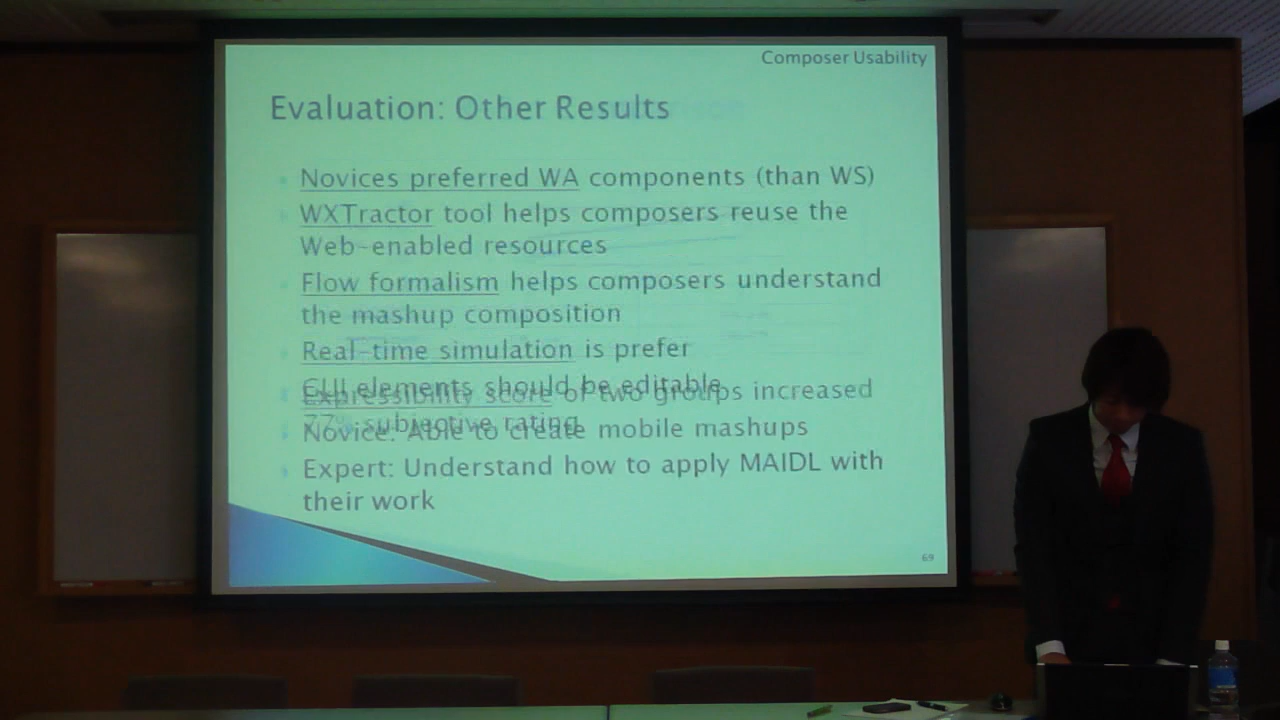 Composer Usability
Evaluation: Other Results
Novices preferred WA components (than WS)
WXTractor tool helps composers reuse the
Web-enabled resources
Flow formalism helps composers understand
the mashup composition
Real-time simulation is prefer
GUI elements should be editable
Expressibility score of two groups increased
77% subjective rating
Novice: Able to create mobile mashups
Expert: Understand how to apply MAIDL with
their work
69